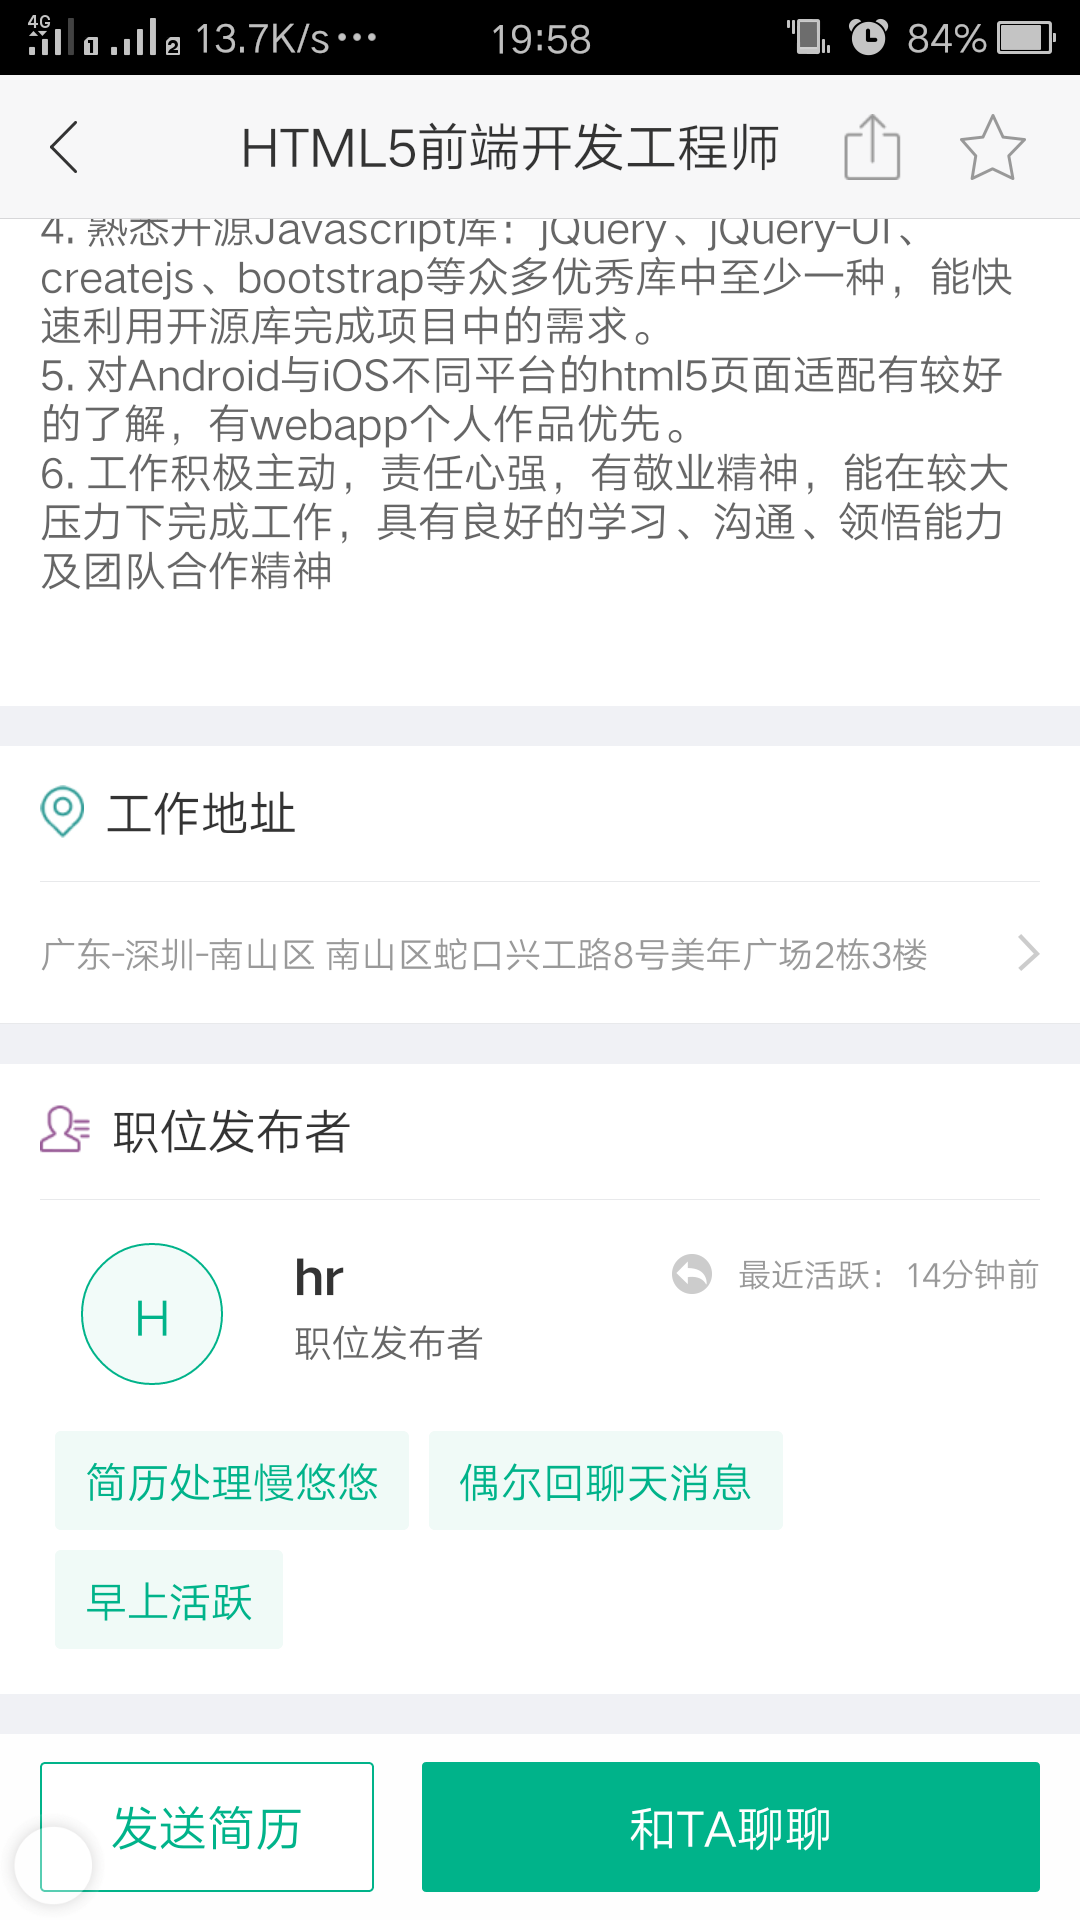 4G 1 2 13.7K/s... 19:58 84%
HTML5前端开发工程师
4. 熟悉开源Javascript库：jQuery、jQuery-UI、
createjs、bootstrap等众多优秀库中至少一种，能快
速利用开源库完成项目中的需求。
5. 对Android与iOS不同平台的html5页面适配有较好
的了解，有webapp个人作品优先。
6. 工作积极主动，责任心强，有敬业精神，能在较大
压力下完成工作，具有良好的学习、沟通、领悟能力
及团队合作精神
工作地址
广东-深圳-南山区 南山区蛇口兴工路8号美年广场2栋3楼
职位发布者
H
hr
最近活跃：14分钟前
职位发布者
简历处理慢悠悠
偶尔回聊天消息
早上活跃
发送简历
和TA聊聊